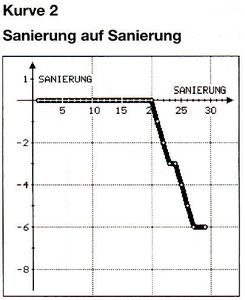 Kurve 2
Sanierung auf Sanierung
1
SANIERUNG
SANIERUNG
5 10 15 20 25 30
-2
-4
-6
-8